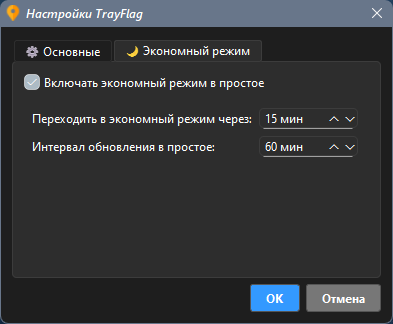 Настройки TrayFlag
Основные
Экономный режим
Включать экономный режим в простое
Переходить в экономный режим через:
15 мин
Интервал обновления в простое:
60 мин
OK
Отмена